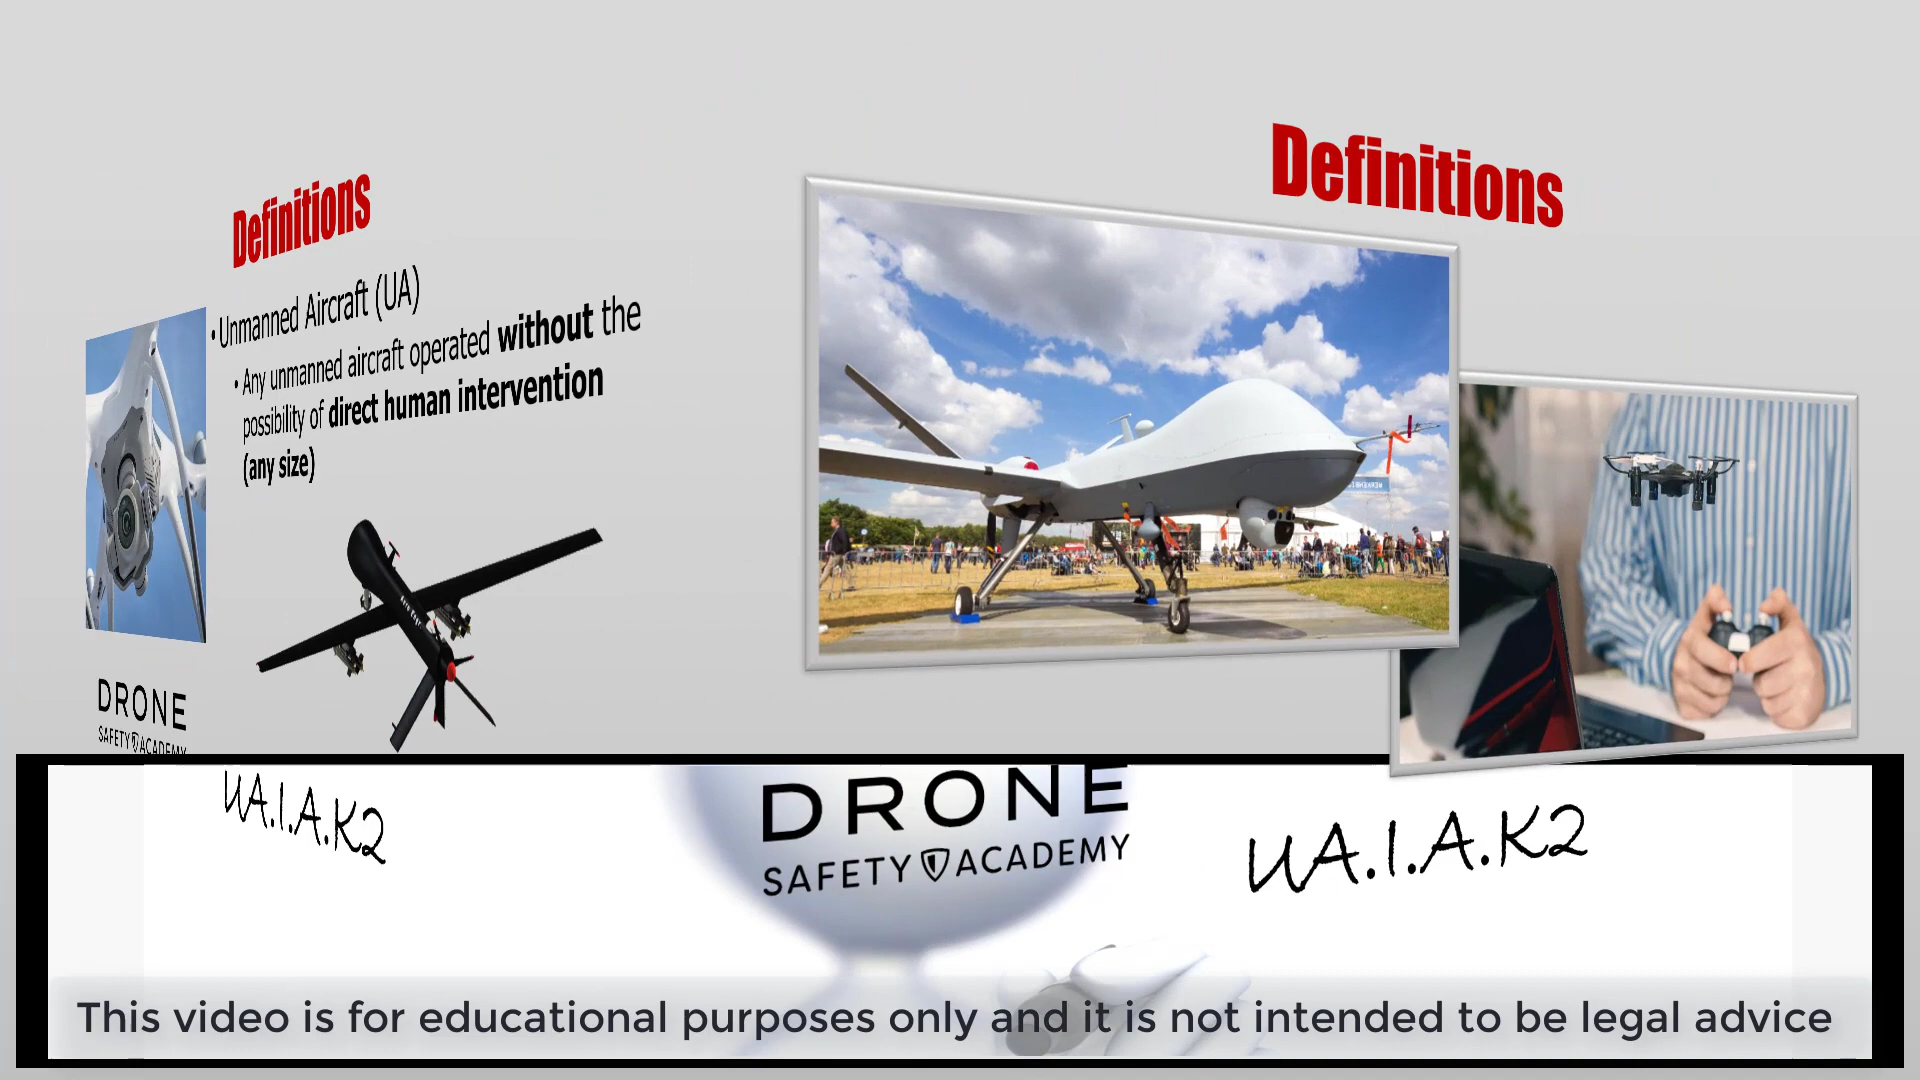 Definitions
• Unmanned Aircraft (UA)
• Any unmanned aircraft operated without the
possibility of direct human intervention
(any size)
DRONE
SAFETY ACADEMY
Definitions
UA.I.A.K2
DRONE
SAFETY ACADEMY
UA.I.A.K2
This video is for educational purposes only and it is not intended to be legal advice